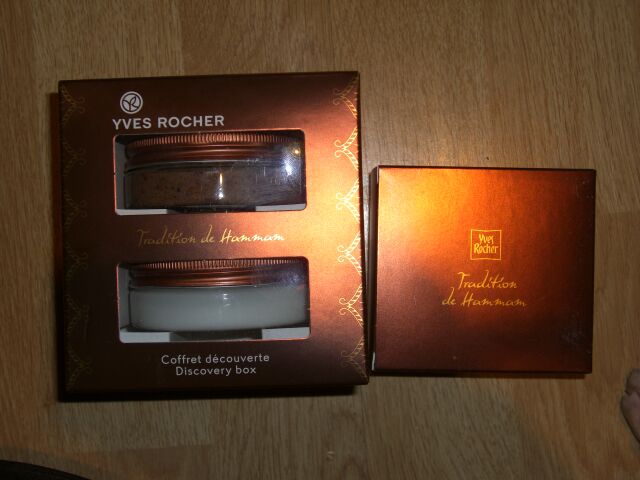 YVES ROCHER
Tradition de Hammam
Coffret découverte
Discovery box
Yves
Rocher
Tradition
de Hammam